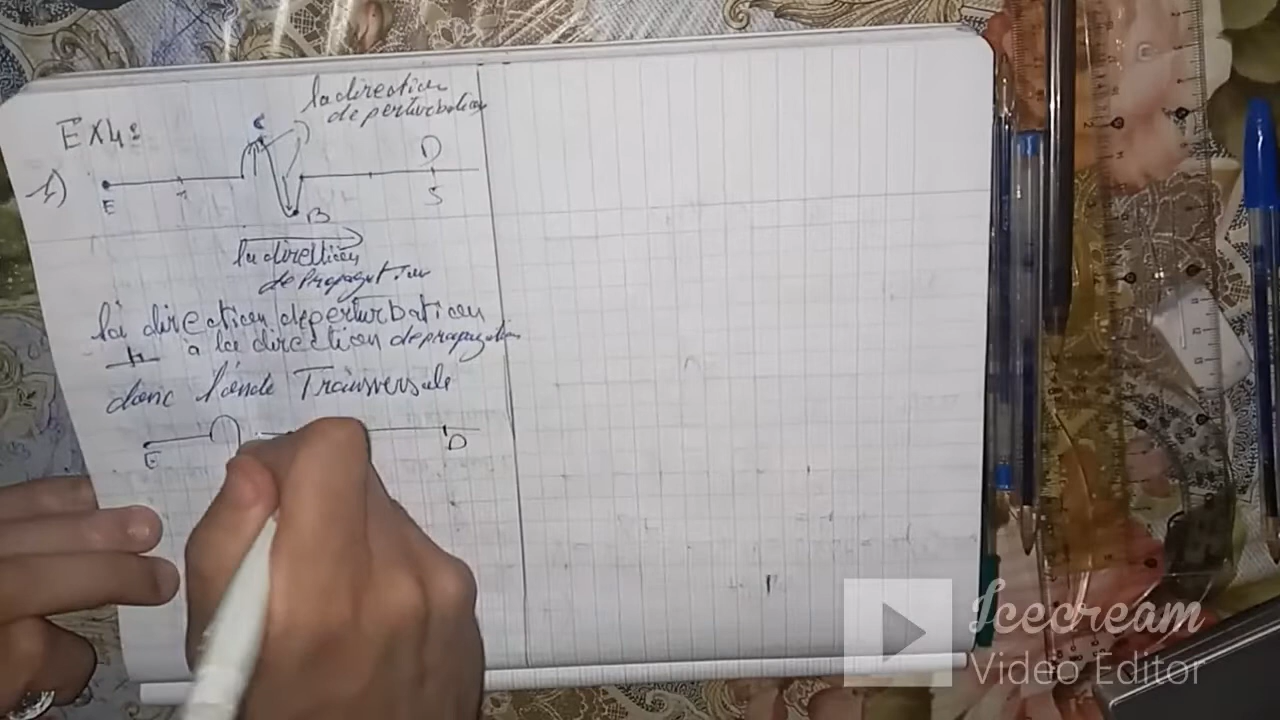 Ex4:
la direction
de perturbation
1)
C
D
E
S
B
la direction
de propagation
la direction de perturbation
à la direction de propagation
donc l'onde Transversale
E
D
Icecream
Video Editor